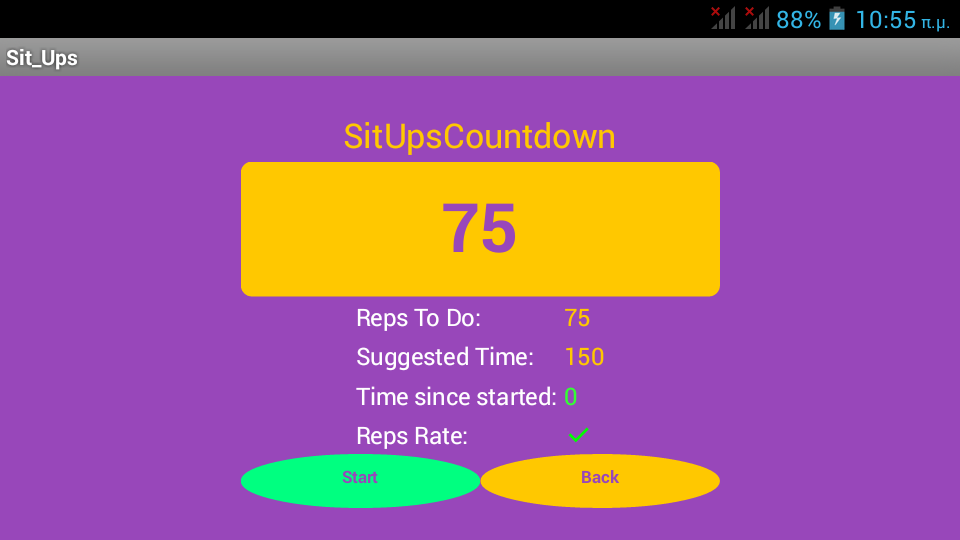 88% 10:55 π.μ.
Sit_Ups
SitUpsCountdown
75
Reps To Do: 75
Suggested Time: 150
Time since started: 0
Reps Rate:
Start Back